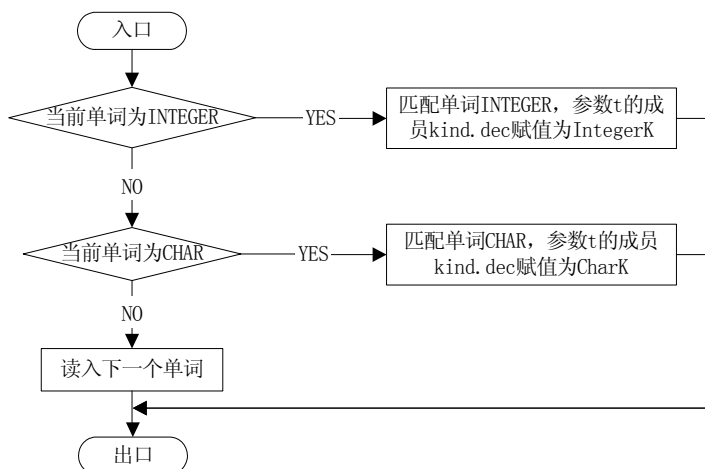 入口
当前单词为INTEGER
YES
匹配单词INTEGER，参数t的成
员kind.dec赋值为IntegerK
NO
当前单词为CHAR
YES
匹配单词CHAR，参数t的成员
kind.dec赋值为CharK
NO
读入下一个单词
出口